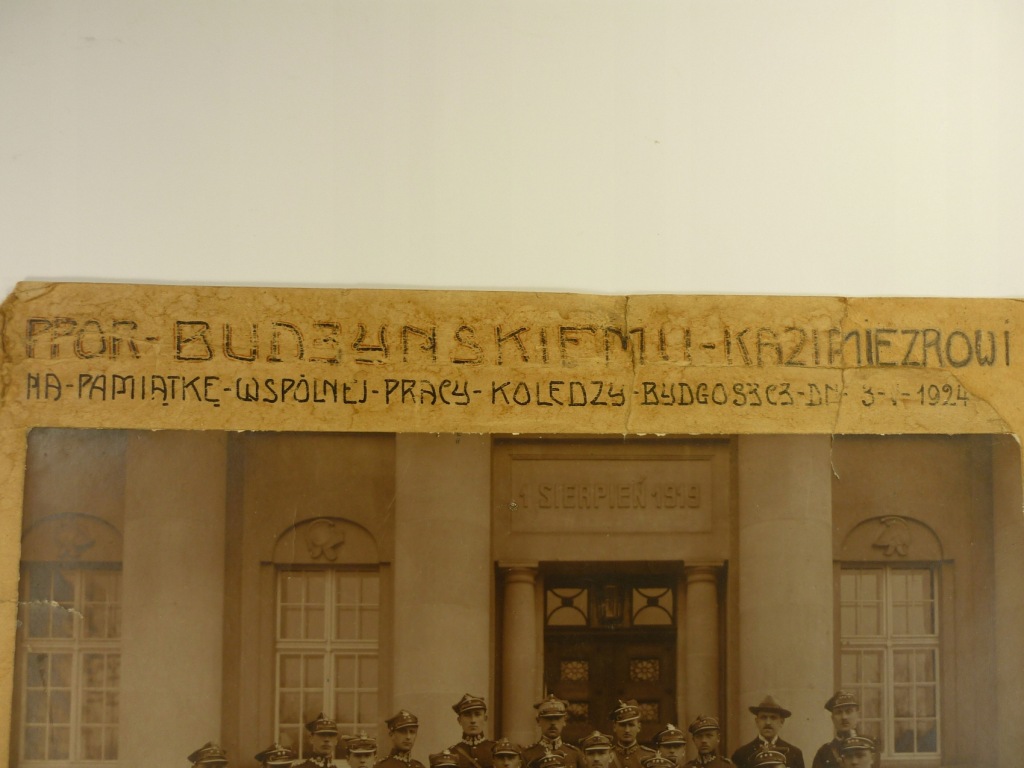 PPOR-BUDZYŃSKIEMU-KAZIMIEZROWI
NA-PAMIĄTKĘ-WSPÓLNEJ-PRACY-KOLEDZY-BYDGOSZCZ-DN 3-V-1924
1 SIERPIEŃ 1919